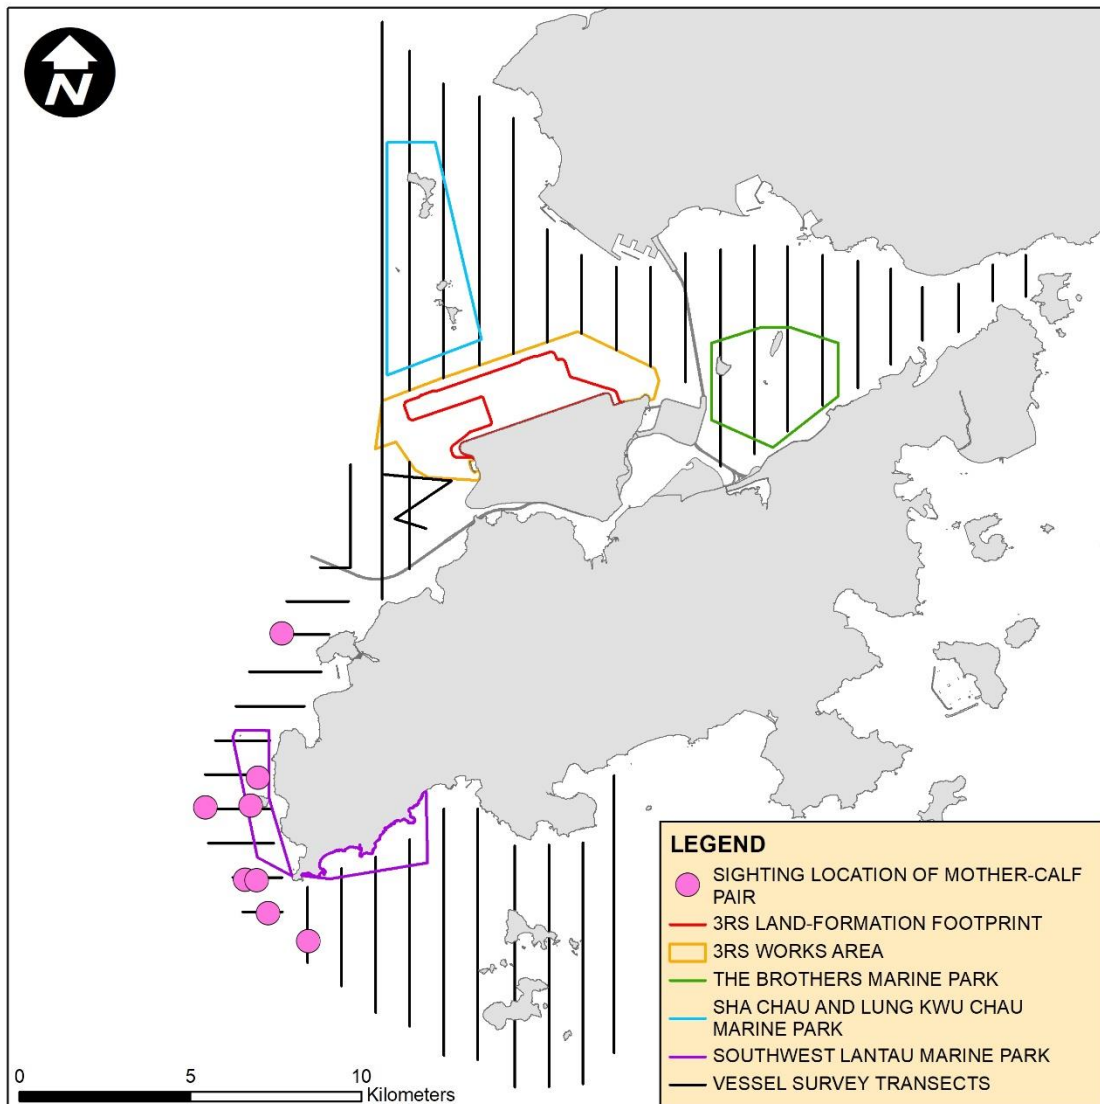 N
LEGEND
SIGHTING LOCATION OF MOTHER-CALF
PAIR
3RS LAND-FORMATION FOOTPRINT
3RS WORKS AREA
THE BROTHERS MARINE PARK
SHA CHAU AND LUNG KWU CHAU
MARINE PARK
SOUTHWEST LANTAU MARINE PARK
VESSEL SURVEY TRANSECTS
0 5 10
Kilometers